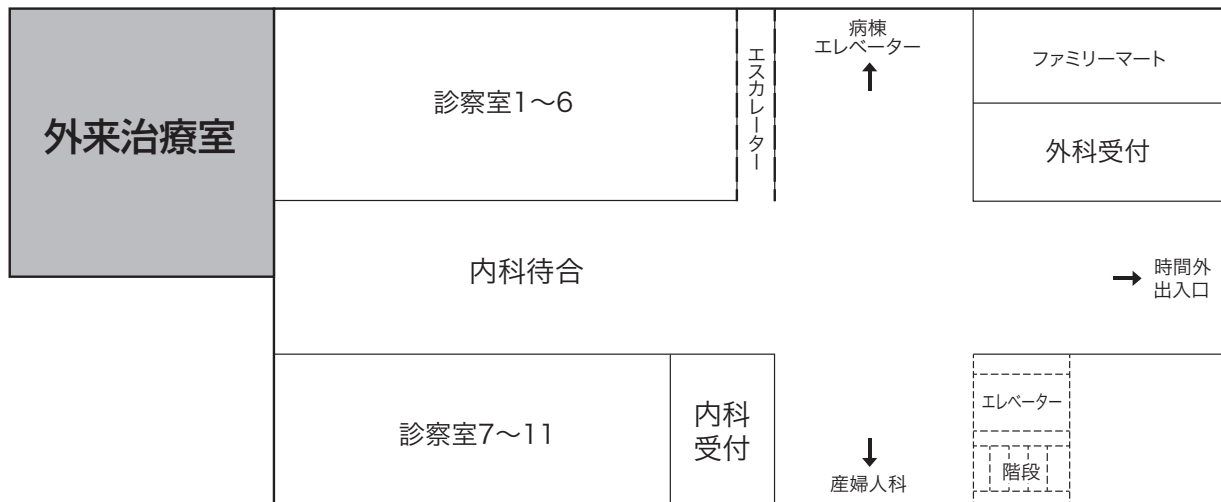 外来治療室
診察室1〜6
エスカレーター
病棟
エレベーター
ファミリーマート
外科受付
内科待合
時間外
出入口
診察室7〜11
内科
受付
産婦人科
エレベーター
階段